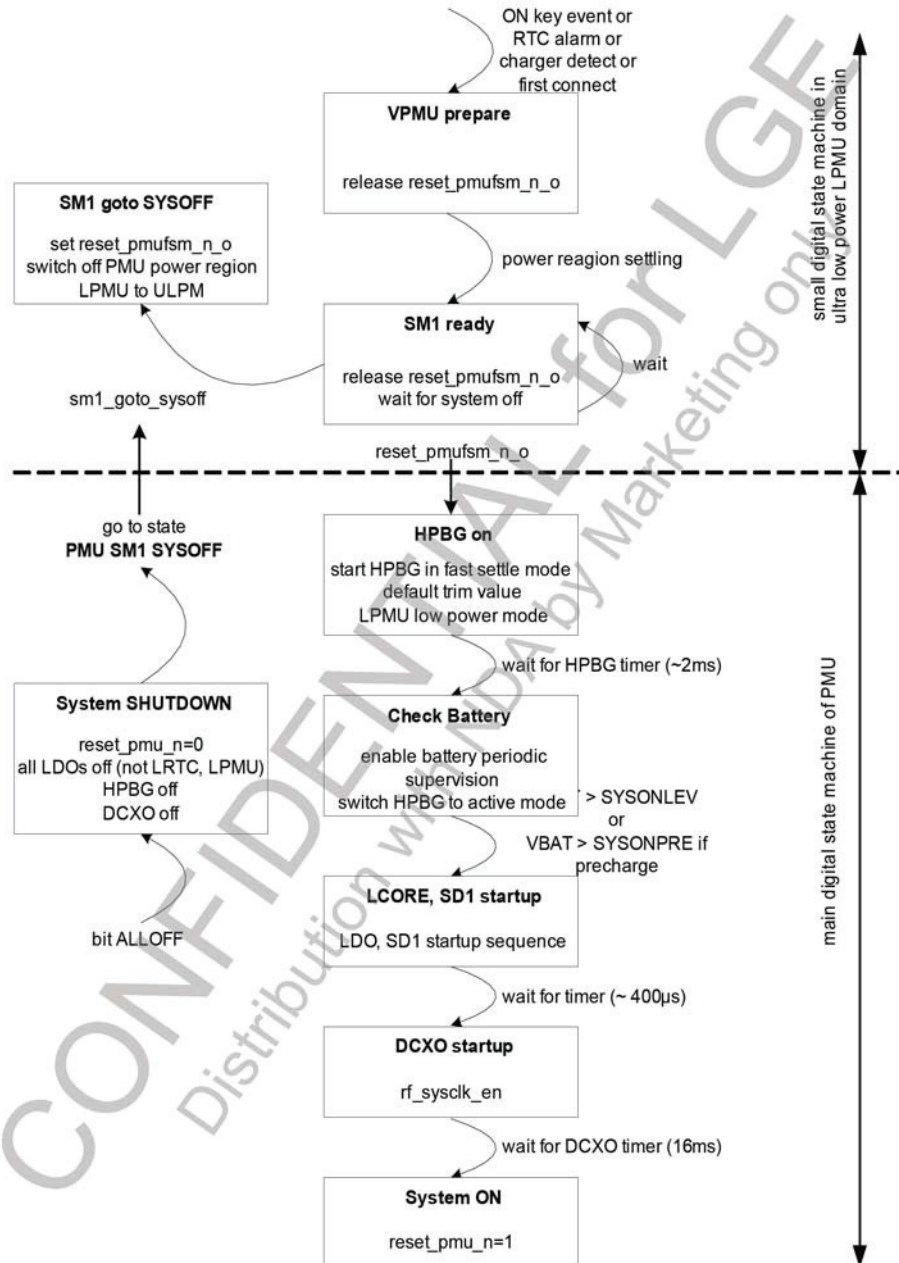 ON key event or
RTC alarm or
charger detect or
first connect
VPMU prepare
release reset_pmufsm_n_o
SM1 goto SYSOFF
set reset_pmufsm_n_o
switch off PMU power region
LPMU to ULPM
power reagion settling
SM1 ready
release reset_pmufsm_n_o
wait for system off
wait
sm1_goto_sysoff
reset_pmufsm_n_o
small digital state machine in
ultra low power LPMU domain
go to state
PMU SM1 SYSOFF
HPBG on
start HPBG in fast settle mode
default trim value
LPMU low power mode
wait for HPBG timer (~2ms)
System SHUTDOWN
reset_pmu_n=0
all LDOs off (not LRTC, LPMU)
HPBG off
DCXO off
Check Battery
enable battery periodic
supervision
switch HPBG to active mode
> SYSONLEV
or
VBAT > SYSONPRE if
precharge
bit ALLOFF
LCORE, SD1 startup
LDO, SD1 startup sequence
wait for timer (~ 400µs)
DCXO startup
rf_sysclk_en
wait for DCXO timer (16ms)
System ON
reset_pmu_n=1
main digital state machine of PMU
CONFIDENTIAL for LGE
Distribution with NDA by Marketing only